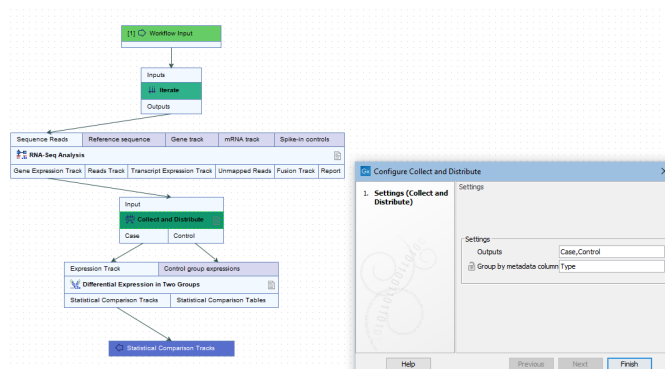 [1] Workflow Input
Inputs
Iterate
Outputs
Sequence Reads Reference sequence Gene track mRNA track Spike-in controls
RNA-Seq Analysis
Gene Expression Track Reads Track Transcript Expression Track Unmapped Reads Fusion Track Report
Input
Collect and Distribute
Case Control
Expression Track Control group expressions
Differential Expression in Two Groups
Statistical Comparison Tracks Statistical Comparison Tables
Statistical Comparison Tracks
Gx Configure Collect and Distribute
1. Settings (Collect and
Distribute)
Settings
Settings
Outputs Case,Control
Group by metadata column Type
Help Previous Next Finish